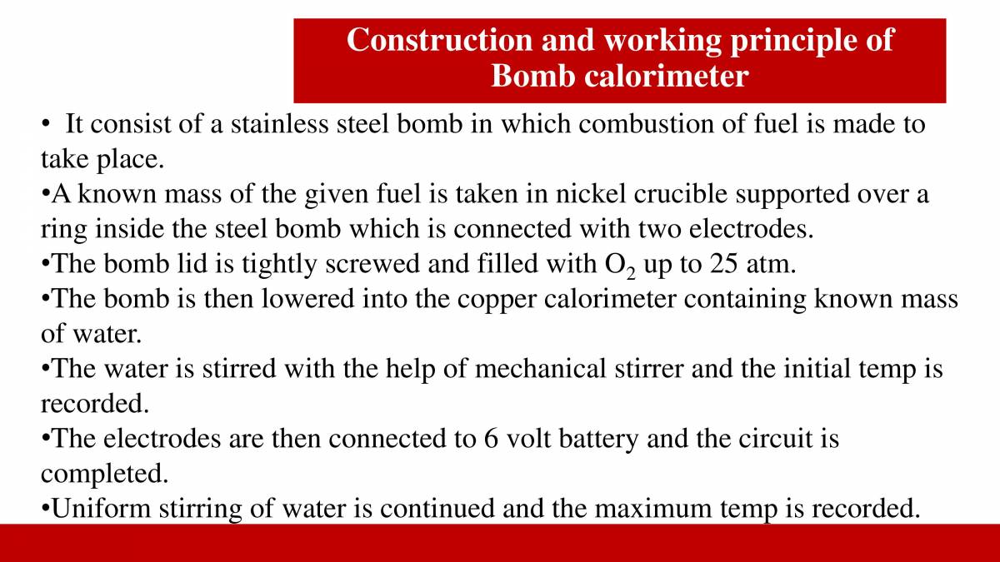 Construction and working principle of
Bomb calorimeter
• It consist of a stainless steel bomb in which combustion of fuel is made to
take place.
•A known mass of the given fuel is taken in nickel crucible supported over a
ring inside the steel bomb which is connected with two electrodes.
•The bomb lid is tightly screwed and filled with O₂ up to 25 atm.
•The bomb is then lowered into the copper calorimeter containing known mass
of water.
•The water is stirred with the help of mechanical stirrer and the initial temp is
recorded.
•The electrodes are then connected to 6 volt battery and the circuit is
completed.
•Uniform stirring of water is continued and the maximum temp is recorded.